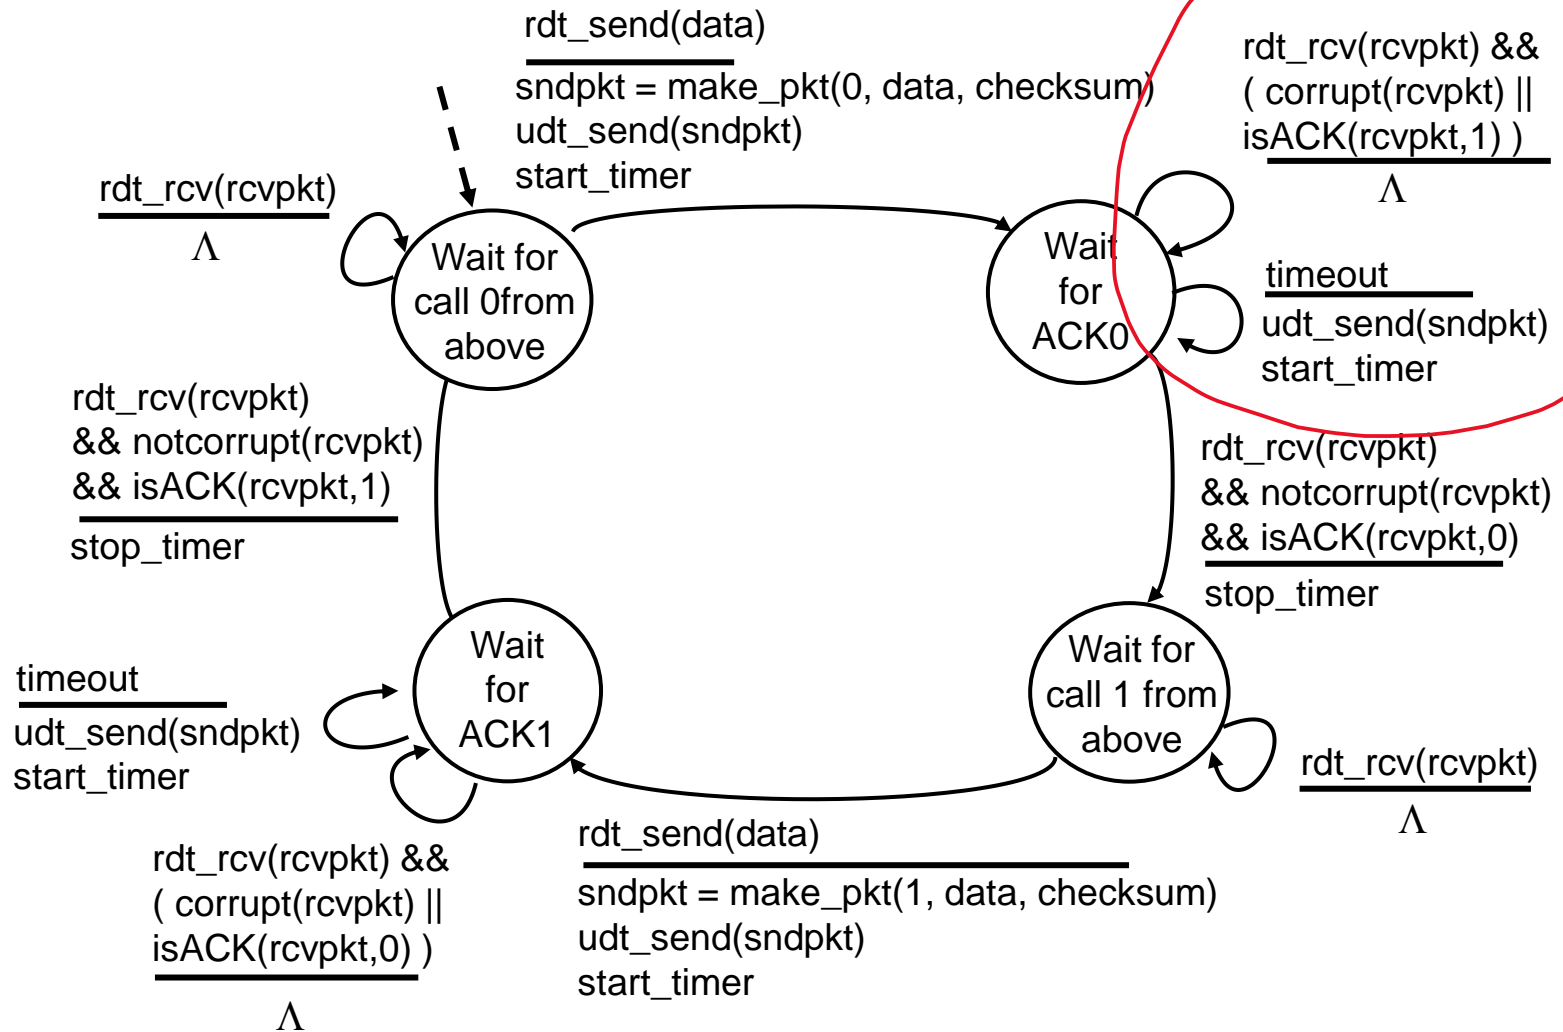 rdt_send(data)
sndpkt = make_pkt(0, data, checksum)
udt_send(sndpkt)
start_timer
rdt_rcv(rcvpkt) &&
( corrupt(rcvpkt) ||
isACK(rcvpkt,1) )
Λ
rdt_rcv(rcvpkt)
Λ
Wait for
call 0from
above
Wait
for
ACK0
timeout
udt_send(sndpkt)
start_timer
rdt_rcv(rcvpkt)
&& notcorrupt(rcvpkt)
&& isACK(rcvpkt,1)
stop_timer
rdt_rcv(rcvpkt)
&& notcorrupt(rcvpkt)
&& isACK(rcvpkt,0)
stop_timer
timeout
udt_send(sndpkt)
start_timer
Wait
for
ACK1
Wait for
call 1 from
above
rdt_rcv(rcvpkt)
Λ
rdt_rcv(rcvpkt) &&
( corrupt(rcvpkt) ||
isACK(rcvpkt,0) )
Λ
rdt_send(data)
sndpkt = make_pkt(1, data, checksum)
udt_send(sndpkt)
start_timer